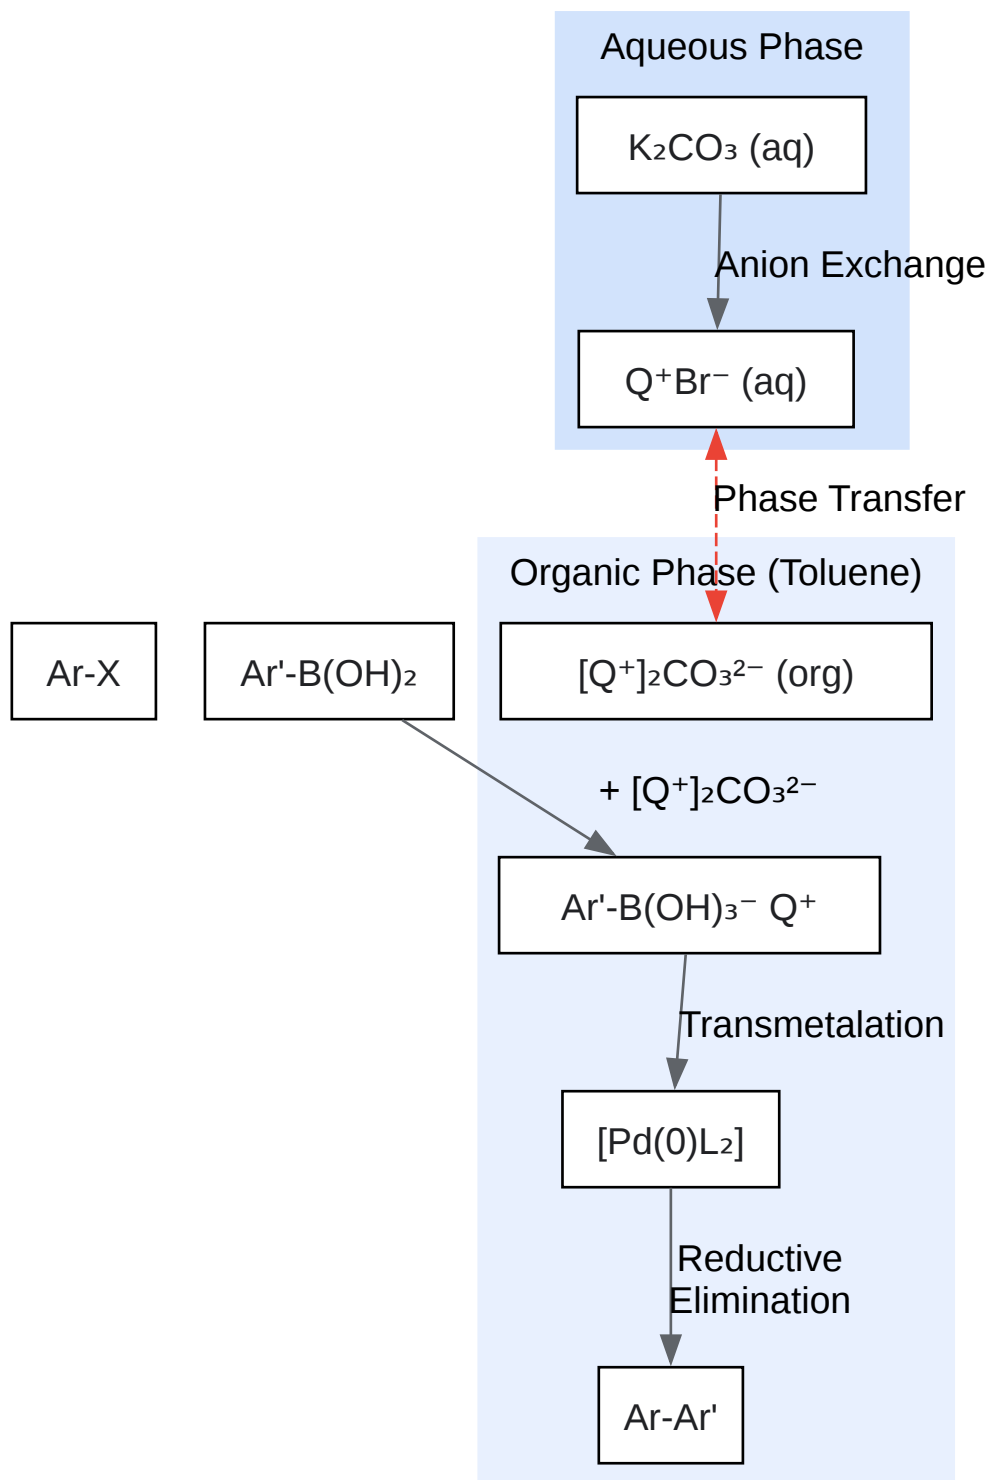 Aqueous Phase
K₂CO₃ (aq)
Anion Exchange
Q⁺Br⁻ (aq)
Phase Transfer
Organic Phase (Toluene)
Ar-X
Ar'-B(OH)₂
[Q⁺]₂CO₃²⁻ (org)
+ [Q⁺]₂CO₃²⁻
Ar'-B(OH)₃⁻ Q⁺
Transmetalation
[Pd(0)L₂]
Reductive
Elimination
Ar-Ar'